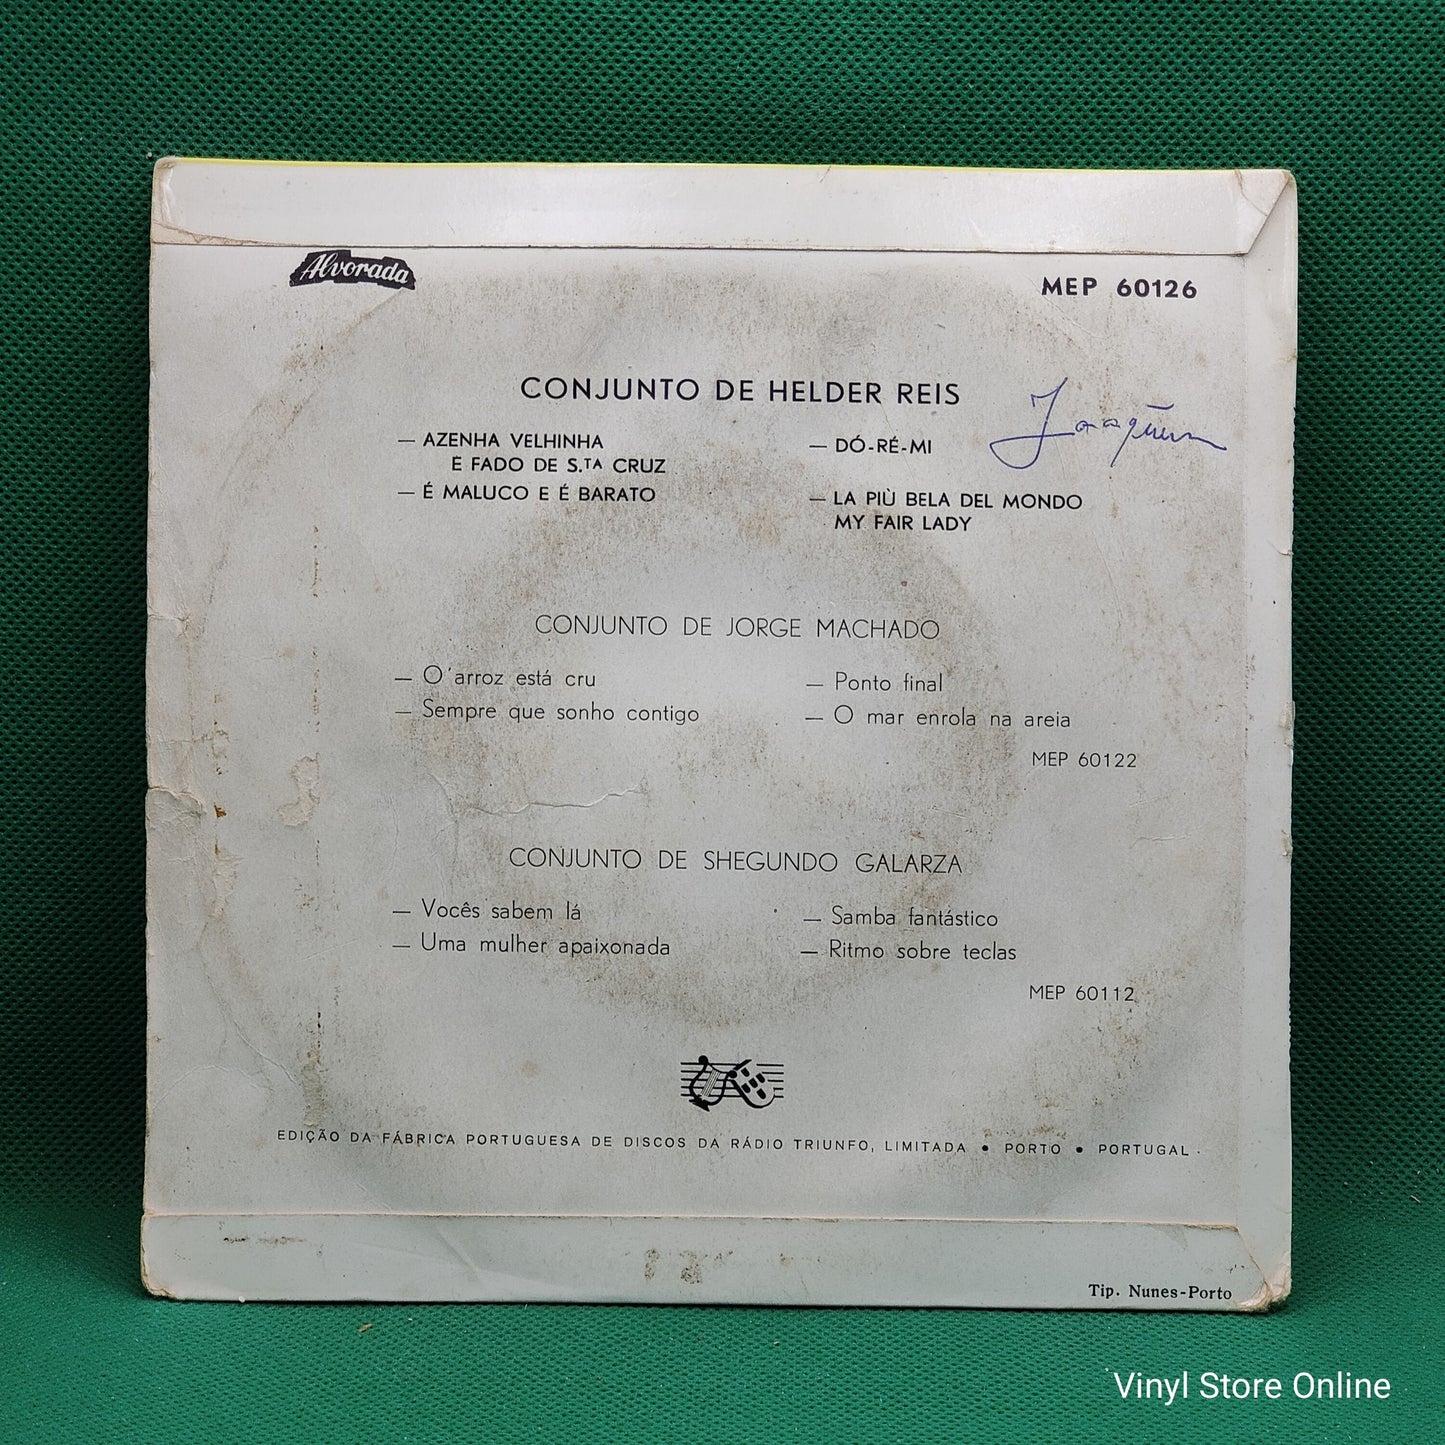 Alvorada
MEP 60126
CONJUNTO DE HELDER REIS
— AZENHA VELHINHA
E FADO DE S.TA CRUZ
— É MALUCO E É BARATO
— DÓ-RÉ-MI
— LA PIÙ BELA DEL MONDO
MY FAIR LADY
Joaquim
CONJUNTO DE JORGE MACHADO
— O'arroz está cru
— Sempre que sonho contigo
— Ponto final
— O mar enrola na areia
MEP 60122
CONJUNTO DE SHEGUNDO GALARZA
— Vocês sabem lá
— Uma mulher apaixonada
— Samba fantástico
— Ritmo sobre teclas
MEP 60112
EDIÇÃO DA FÁBRICA PORTUGUESA DE DISCOS DA RÁDIO TRIUNFO, LIMITADA • PORTO • PORTUGAL
Tip. Nunes-Porto
Vinyl Store Online